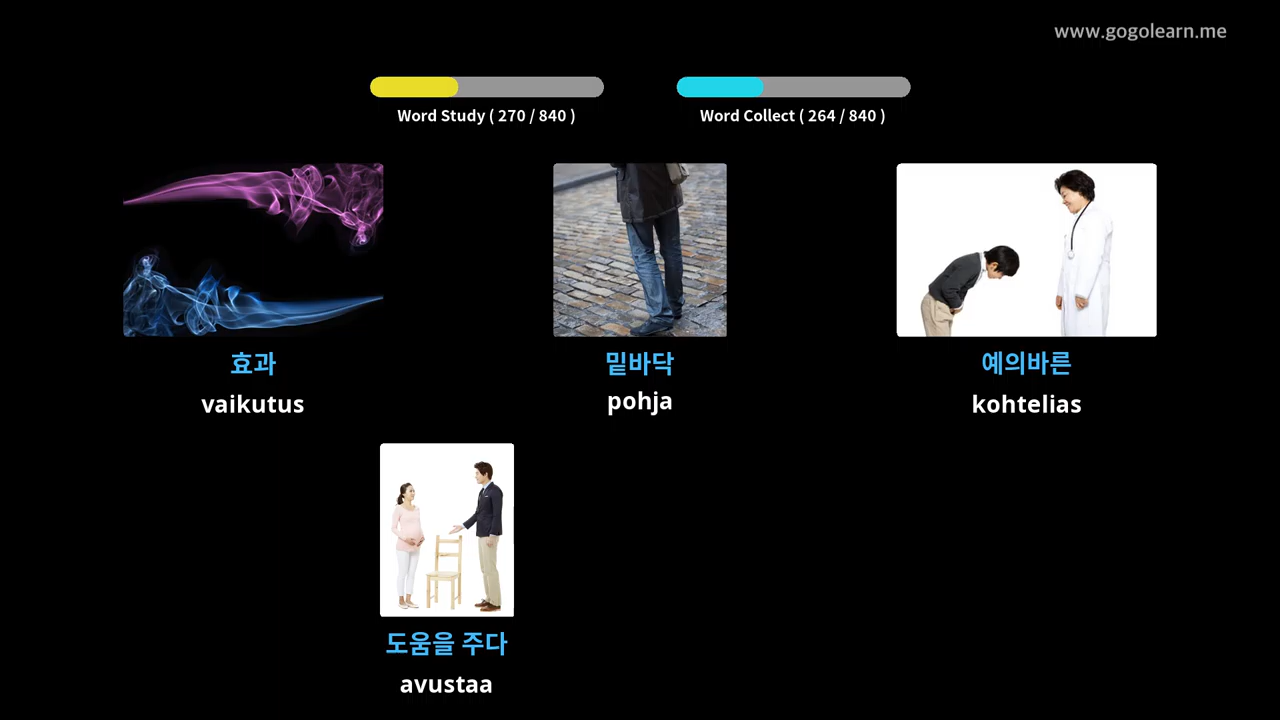 www.gogolearn.me
Word Study ( 270 / 840 )
Word Collect ( 264 / 840 )
효과
vaikutus
밑바닥
pohja
예의바른
kohtelias
도움을 주다
avustaa